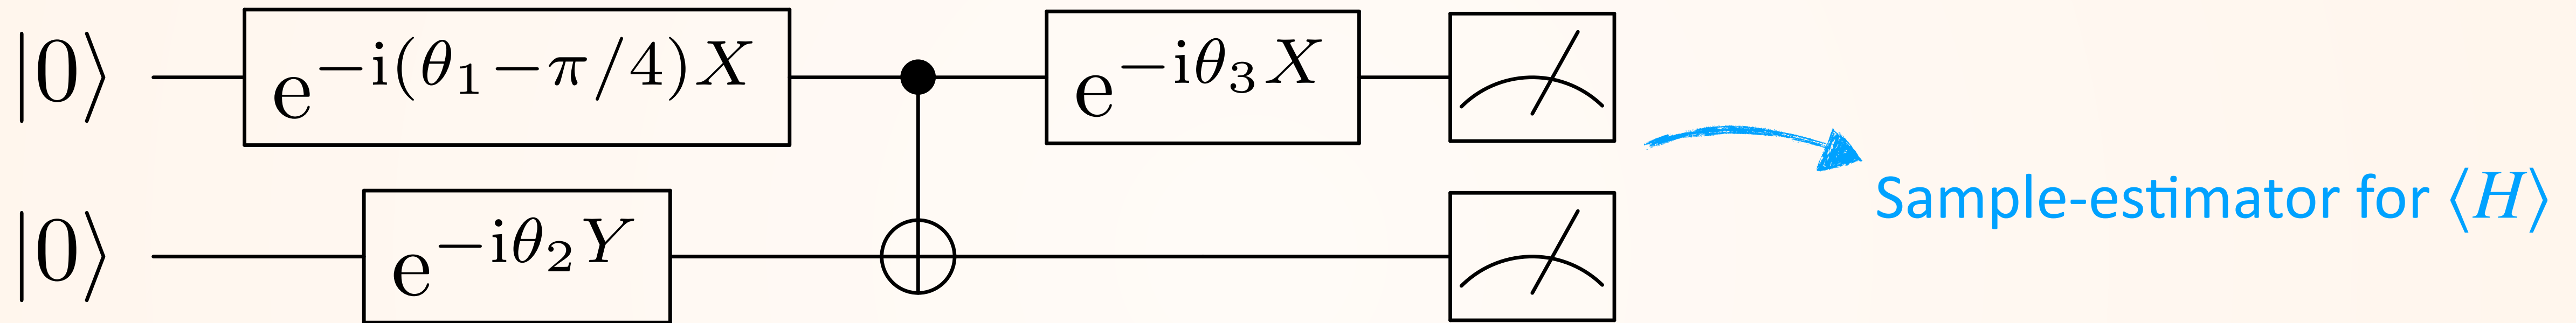 |0⟩ e^{−i(θ₁−π/4)X} e^{−iθ₃X}
Sample-estimator for ⟨H⟩
|0⟩ e^{−iθ₂Y}